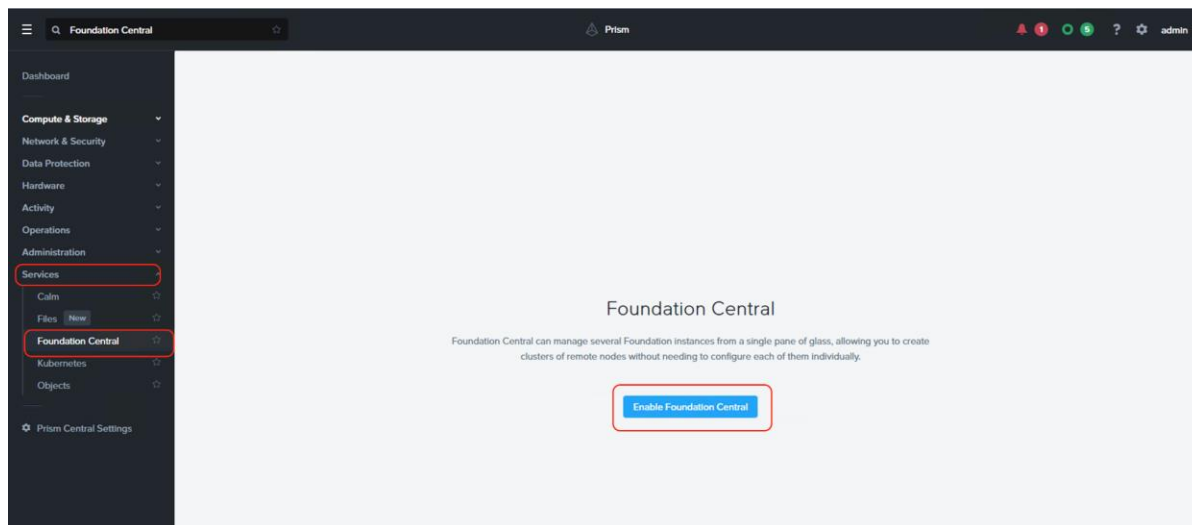 Foundation Central
Prism
1
5
?
admin
Dashboard
Compute & Storage
Network & Security
Data Protection
Hardware
Activity
Operations
Administration
Services
Calm
Files New
Foundation Central
Kubernetes
Objects
Prism Central Settings
Foundation Central
Foundation Central can manage several Foundation instances from a single pane of glass, allowing you to create
clusters of remote nodes without needing to configure each of them individually.
Enable Foundation Central